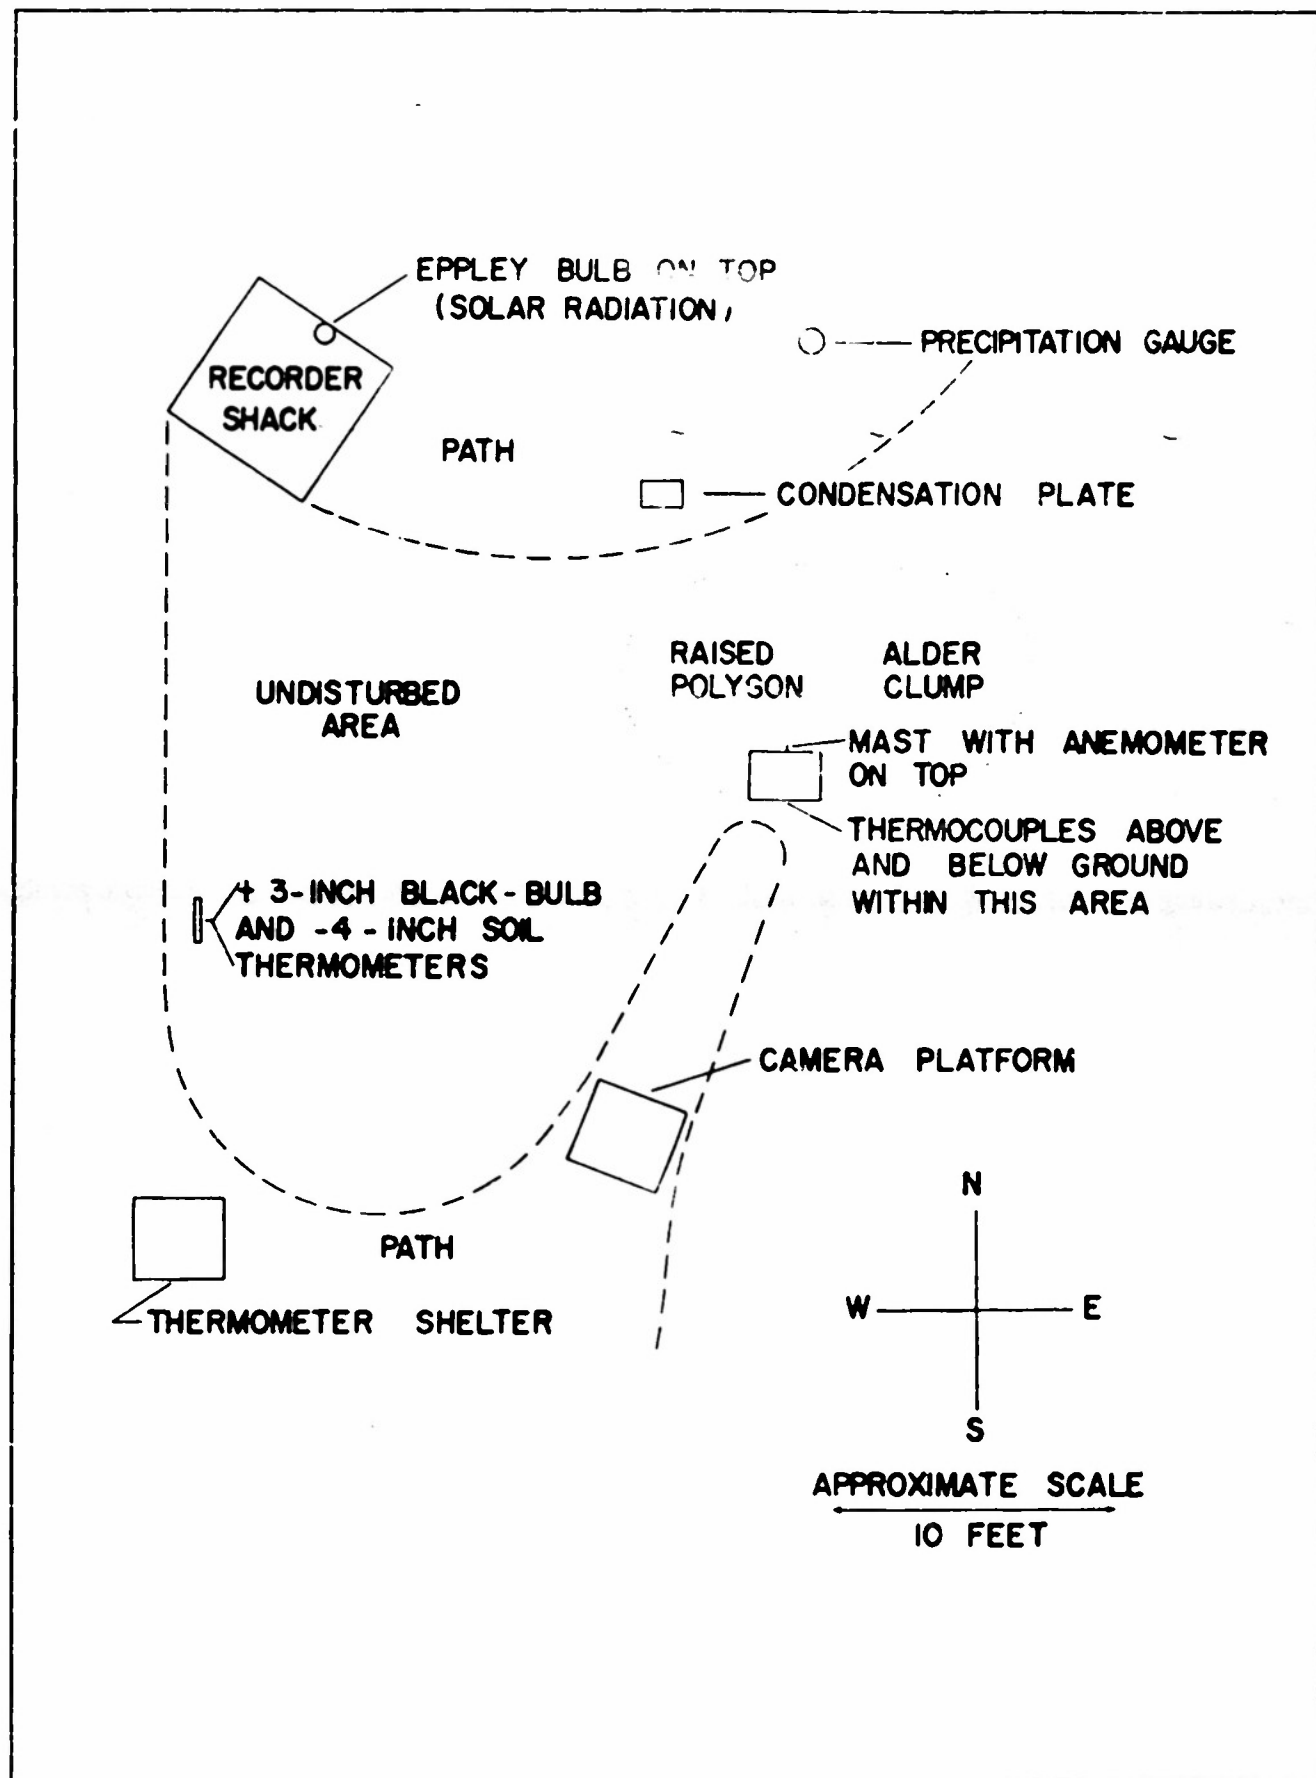 EPPLEY BULB ON TOP
(SOLAR RADIATION)
PRECIPITATION GAUGE
RECORDER
SHACK
PATH
CONDENSATION PLATE
RAISED
POLYGON
ALDER
CLUMP
UNDISTURBED
AREA
MAST WITH ANEMOMETER
ON TOP
THERMOCOUPLES ABOVE
AND BELOW GROUND
WITHIN THIS AREA
+ 3-INCH BLACK-BULB
AND -4-INCH SOIL
THERMOMETERS
CAMERA PLATFORM
N
PATH
W E
THERMOMETER SHELTER
S
APPROXIMATE SCALE
10 FEET